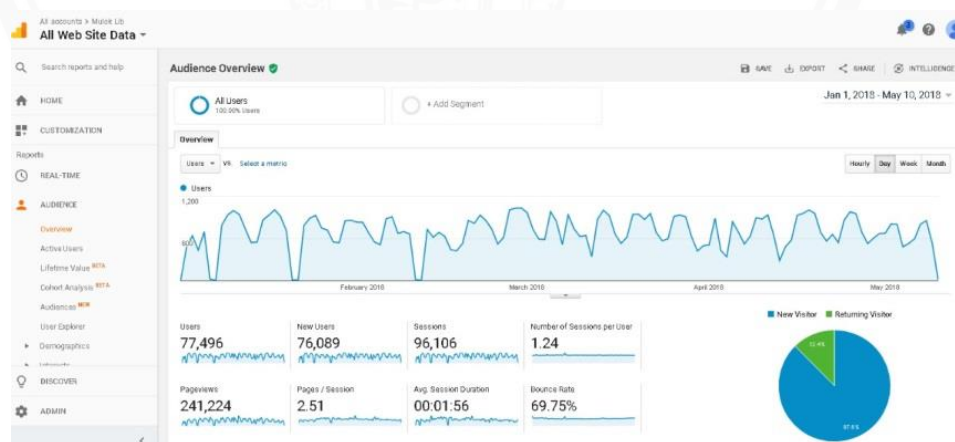 All accounts > Mulek Lib
All Web Site Data
Search reports and help
HOME
CUSTOMIZATION
Reports
REAL-TIME
AUDIENCE
Overview
Active Users
Lifetime Value BETA
Cohort Analysis BETA
Audiences NEW
User Explorer
Demographics
DISCOVER
ADMIN
Audience Overview
SAVE EXPORT SHARE INTELLIGENCE
All Users
100.00% Users
+ Add Segment
Jan 1, 2018 - May 10, 2018
Overview
Users VS. Select a metric
Hourly Day Week Month
Users
1,200
600
February 2018 March 2018 April 2018 May 2018
New Visitor Returning Visitor
Users New Users Sessions Number of Sessions per User
77,496 76,089 96,106 1.24
Pageviews Pages / Session Avg. Session Duration Bounce Rate
241,224 2.51 00:01:56 69.75%